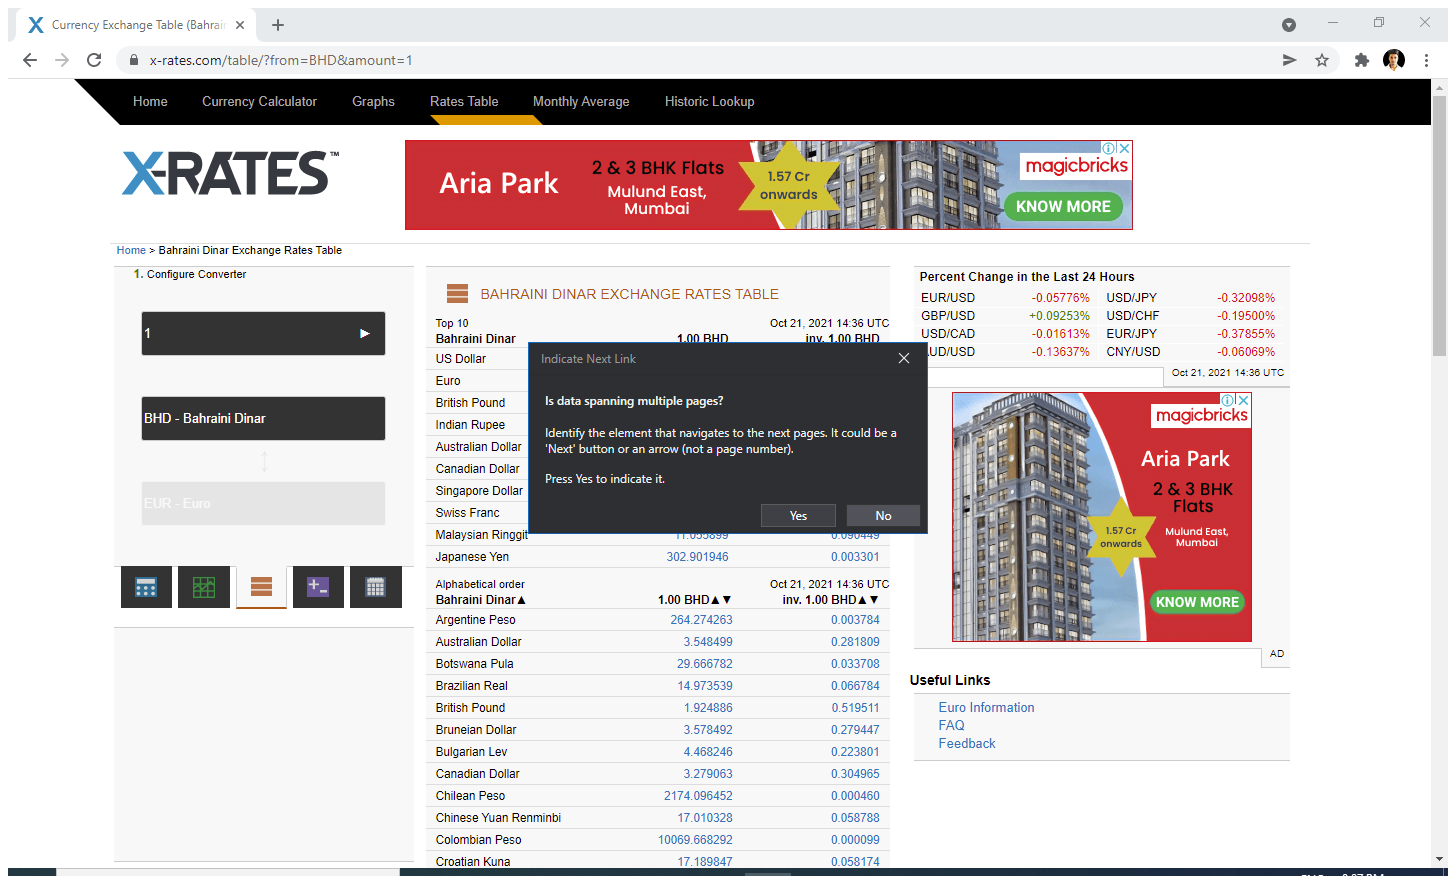 Currency Exchange Table (Bahrai
x-rates.com/table/?from=BHD&amount=1
Home Currency Calculator Graphs Rates Table Monthly Average Historic Lookup
X-RATES™
Aria Park
2 & 3 BHK Flats
Mulund East,
Mumbai
1.57 Cr
onwards
magicbricks
KNOW MORE
Home > Bahraini Dinar Exchange Rates Table
1. Configure Converter
1
BHD - Bahraini Dinar
EUR - Euro
BAHRAINI DINAR EXCHANGE RATES TABLE
Top 10 Oct 21, 2021 14:36 UTC
Bahraini Dinar 1.00 BHD inv. 1.00 BHD
US Dollar
Euro
British Pound
Indian Rupee
Australian Dollar
Canadian Dollar
Singapore Dollar
Swiss Franc
Malaysian Ringgit 11.055899 0.090449
Japanese Yen 302.901946 0.003301
Indicate Next Link
Is data spanning multiple pages?
Identify the element that navigates to the next pages. It could be a
'Next' button or an arrow (not a page number).
Press Yes to indicate it.
Yes No
Alphabetical order Oct 21, 2021 14:36 UTC
Bahraini Dinar▲ 1.00 BHD▲▼ inv. 1.00 BHD▲▼
Argentine Peso 264.274263 0.003784
Australian Dollar 3.548499 0.281809
Botswana Pula 29.666782 0.033708
Brazilian Real 14.973539 0.066784
British Pound 1.924886 0.519511
Bruneian Dollar 3.578492 0.279447
Bulgarian Lev 4.468246 0.223801
Canadian Dollar 3.279063 0.304965
Chilean Peso 2174.096452 0.000460
Chinese Yuan Renminbi 17.010328 0.058788
Colombian Peso 10069.668292 0.000099
Croatian Kuna 17.189847 0.058174
Percent Change in the Last 24 Hours
EUR/USD -0.05776% USD/JPY -0.32098%
GBP/USD +0.09253% USD/CHF -0.19500%
USD/CAD -0.01613% EUR/JPY -0.37855%
UD/USD -0.13637% CNY/USD -0.06069%
Oct 21, 2021 14:36 UTC
magicbricks
Aria Park
2 & 3 BHK
Flats
Mulund East,
Mumbai
1.57 Cr
onwards
KNOW MORE
AD
Useful Links
Euro Information
FAQ
Feedback